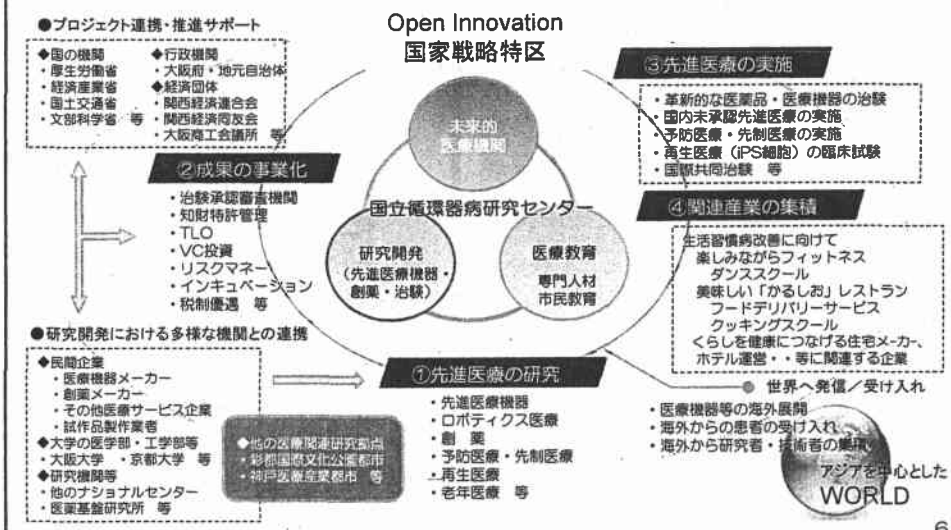 ●プロジェクト連携・推進サポート
◆国の機関
・厚生労働省
・経済産業省
・国土交通省
・文部科学省 等
◆行政機関
・大阪府・地元自治体
◆経済団体
・関西経済連合会
・関西経済同友会
・大阪商工会議所 等
Open Innovation
国家戦略特区
未来的
医療機関
国立循環器病研究センター
研究開発
(先進医療機器・
創薬・治験)
医療教育
専門人材
市民教育
②成果の事業化
・治験承認審査機関
・知財特許管理
・TLO
・VC投資
・リスクマネー
・インキュベーション
・税制優遇 等
③先進医療の実施
・革新的な医薬品・医療機器の治験
・国内未承認先進医療の実施
・予防医療・先制医療の実施
・再生医療(iPS細胞)の臨床試験
・国際共同治験 等
④関連産業の集積
生活習慣病改善に向けて
楽しみながらフィットネス
ダンススクール
美味しい「かるしお」レストラン
フードデリバリーサービス
クッキングスクール
くらしを健康につなげる住宅メーカー、
ホテル運営・・等に関連する企業
●研究開発における多様な機関との連携
◆民間企業
・医療機器メーカー
・創薬メーカー
・その他医療サービス企業
・試作品製作業者
◆大学の医学部・工学部等
・大阪大学 ・京都大学 等
◆研究機関等
・他のナショナルセンター
・医薬基盤研究所 等
◆他の医療関連研究拠点
・彩都国際文化公園都市
・神戸医療産業都市 等
①先進医療の研究
・先進医療機器
・ロボティクス医療
・創 薬
・予防医療・先制医療
・再生医療
・老年医療 等
● 世界へ発信/受け入れ
・医療機器等の海外展開
・海外からの患者の受け入れ
・海外から研究者・技術者の集積
アジアを中心とした
WORLD
6